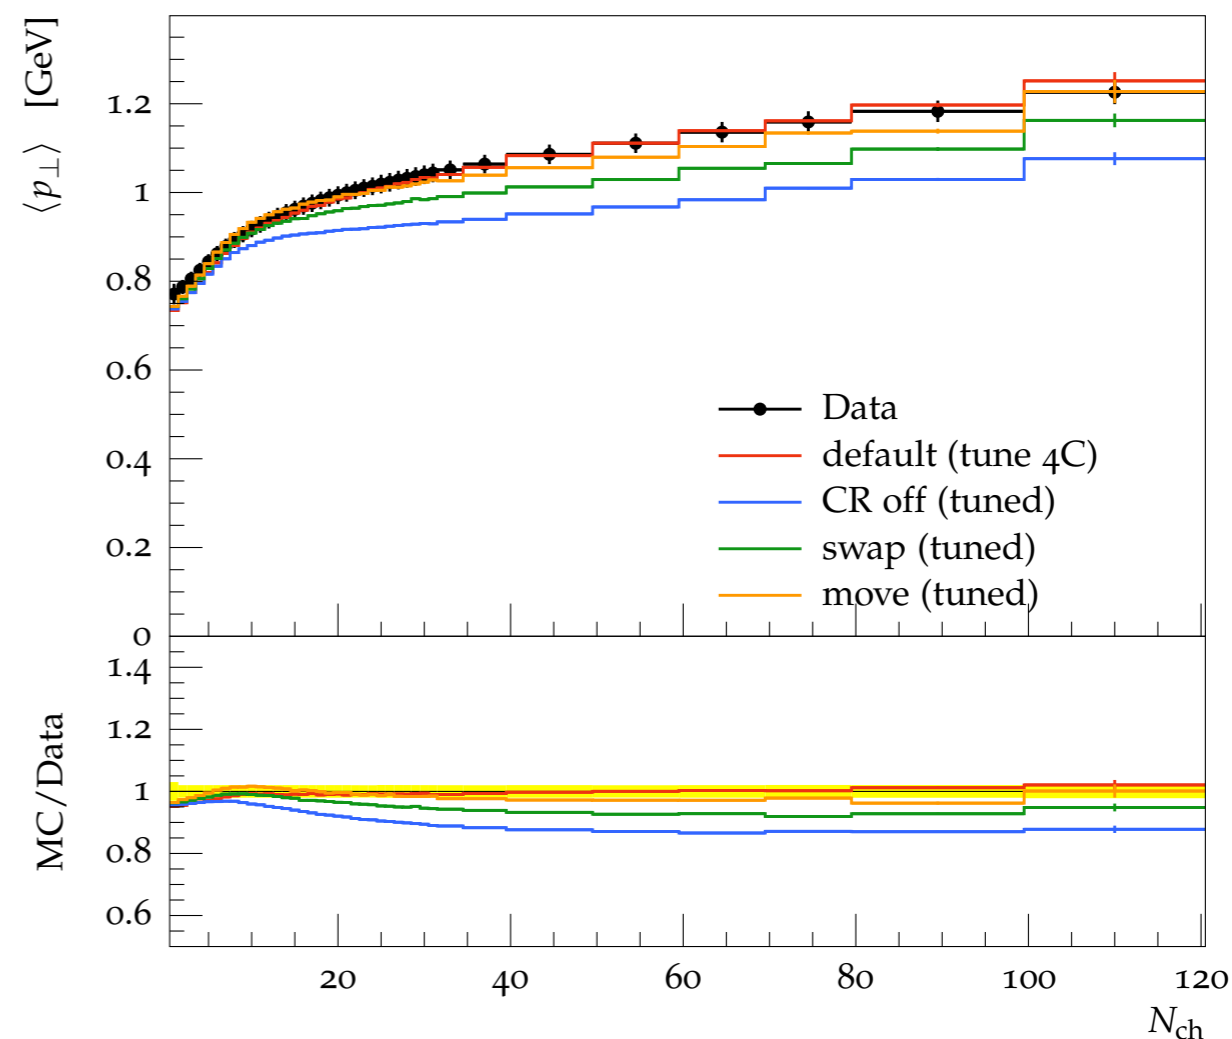 ⟨p⊥⟩ [GeV]
1.2
1
0.8
0.6
0.4
0.2
0
Data
default (tune 4C)
CR off (tuned)
swap (tuned)
move (tuned)
MC/Data
1.4
1.2
1
0.8
0.6
20 40 60 80 100 120
N_ch